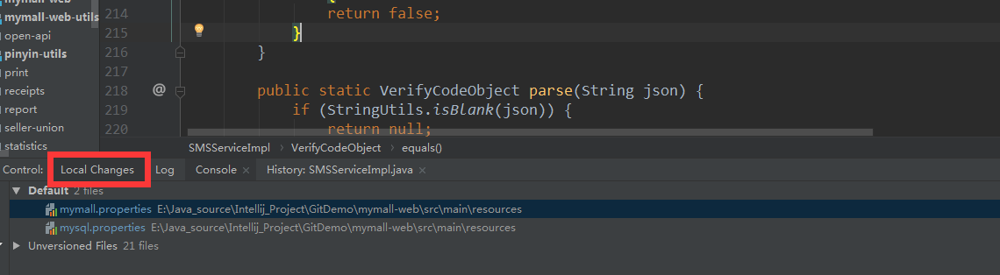 mymall-web
mymall-web-utils
open-api
pinyin-utils
print
receipts
report
seller-union
statistics
214 {
return false;
215 }
216 }
217
218 @ public static VerifyCodeObject parse(String json) {
219 if (StringUtils.isBlank(json)) {
220 return null;
SMSServiceImpl › VerifyCodeObject › equals()
Control: Local Changes Log Console × History: SMSServiceImpl.java ×
Default 2 files
mymall.properties E:\Java_source\Intellij_Project\GitDemo\mymall-web\src\main\resources
mysql.properties E:\Java_source\Intellij_Project\GitDemo\mymall-web\src\main\resources
Unversioned Files 21 files